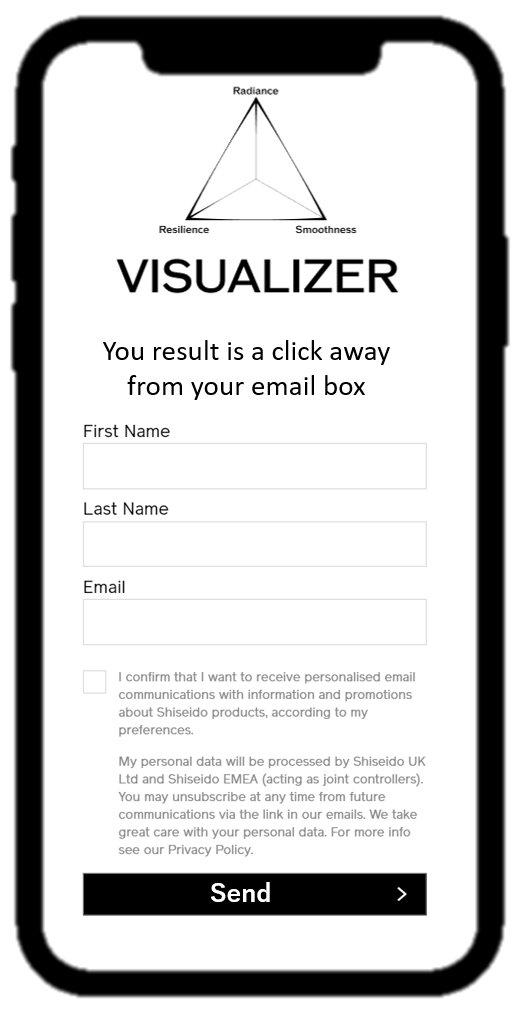 Radiance
Resilience
Smoothness
VISUALIZER
You result is a click away
from your email box
First Name
Last Name
Email
I confirm that I want to receive personalised email
communications with information and promotions
about Shiseido products, according to my
preferences.
My personal data will be processed by Shiseido UK
Ltd and Shiseido EMEA (acting as joint controllers).
You may unsubscribe at any time from future
communications via the link in our emails. We take
great care with your personal data. For more info
see our Privacy Policy.
Send